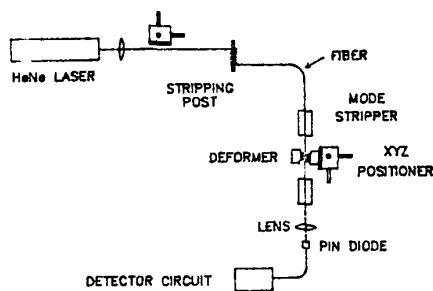 HeNe LASER
STRIPPING
POST
FIBER
MODE
STRIPPER
DEFORMER
XYZ
POSITIONER
LENS
PIN DIODE
DETECTOR CIRCUIT